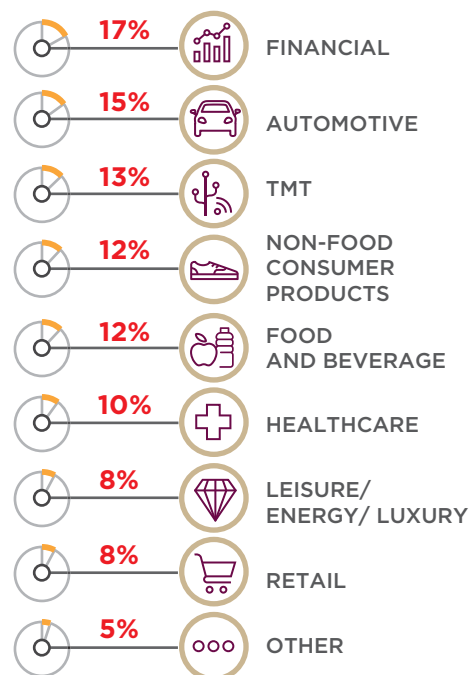 17%
FINANCIAL
15%
AUTOMOTIVE
13%
TMT
12%
NON-FOOD
CONSUMER
PRODUCTS
12%
FOOD
AND BEVERAGE
10%
HEALTHCARE
8%
LEISURE/
ENERGY/ LUXURY
8%
RETAIL
5%
OTHER